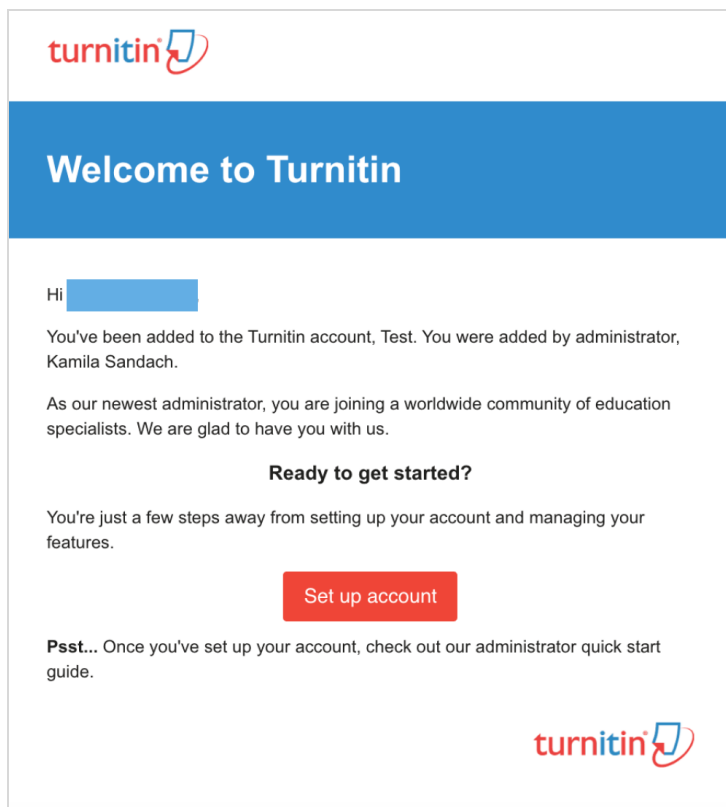 turnitin
Welcome to Turnitin
Hi
You've been added to the Turnitin account, Test. You were added by administrator,
Kamila Sandach.
As our newest administrator, you are joining a worldwide community of education
specialists. We are glad to have you with us.
Ready to get started?
You're just a few steps away from setting up your account and managing your
features.
Set up account
Psst... Once you've set up your account, check out our administrator quick start
guide.
turnitin